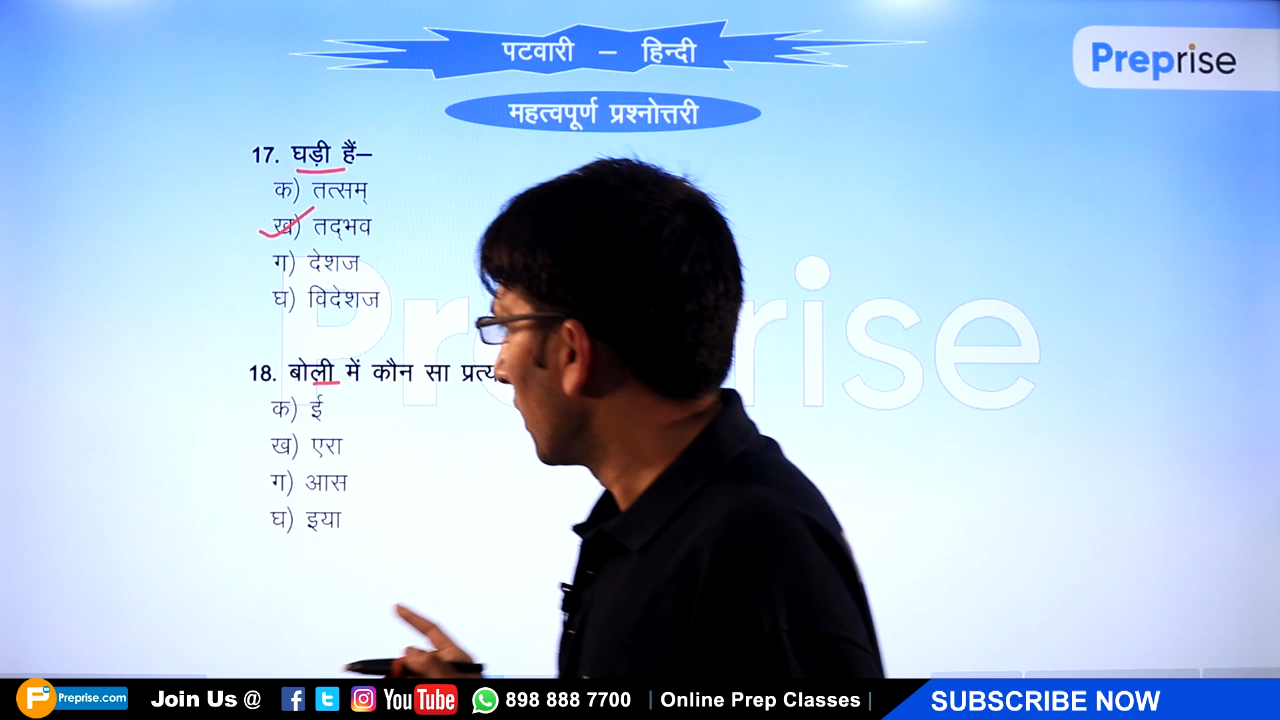 पटवारी – हिन्दी
Preprise
महत्वपूर्ण प्रश्नोत्तरी
17. घड़ी हैं–
क) तत्सम्
ख) तद्भव
ग) देशज
घ) विदेशज
18. बोली में कौन सा
क) ई
ख) एरा
ग) आस
घ) इया
Preprise.com Join Us @ YouTube 898 888 7700 | Online Prep Classes | SUBSCRIBE NOW